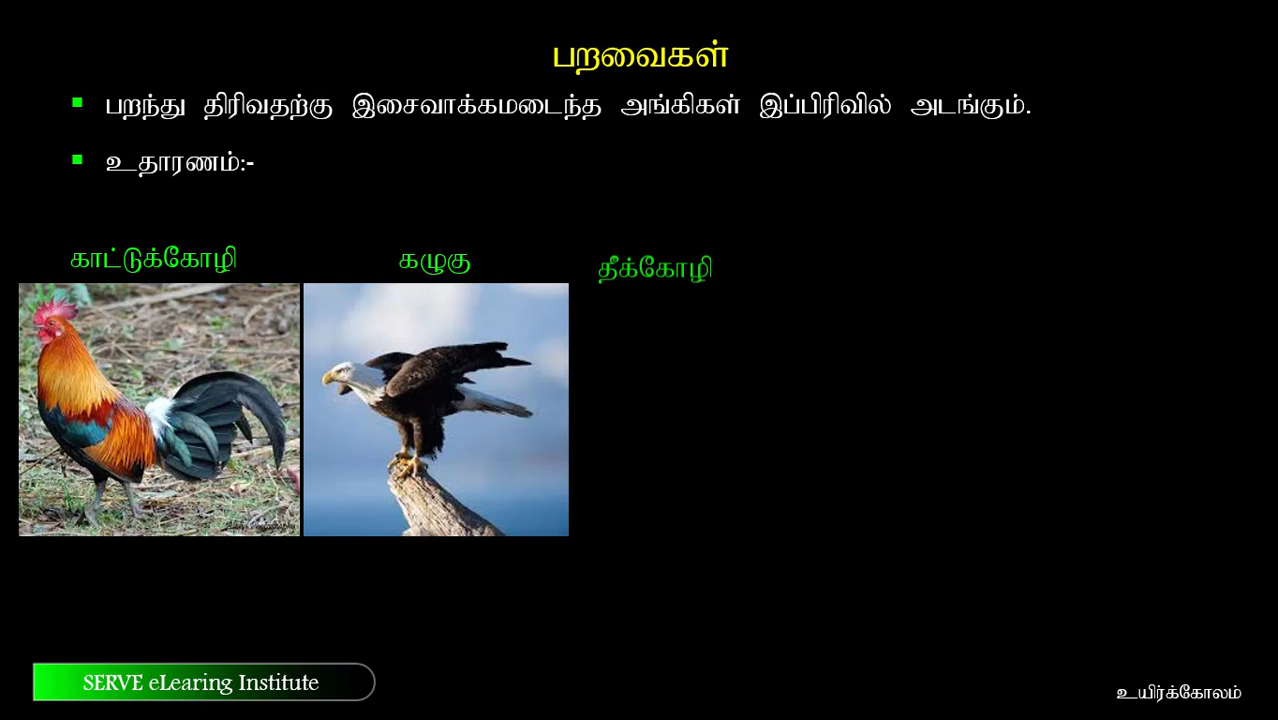 பறவைகள்
பறந்து திரிவதற்கு இசைவாக்கமடைந்த அங்கிகள் இப்பிரிவில் அடங்கும்.
உதாரணம்:-
காட்டுக்கோழி
கழுகு
தீக்கோழி
SERVE eLearing Institute
உயிர்க்கோலம்